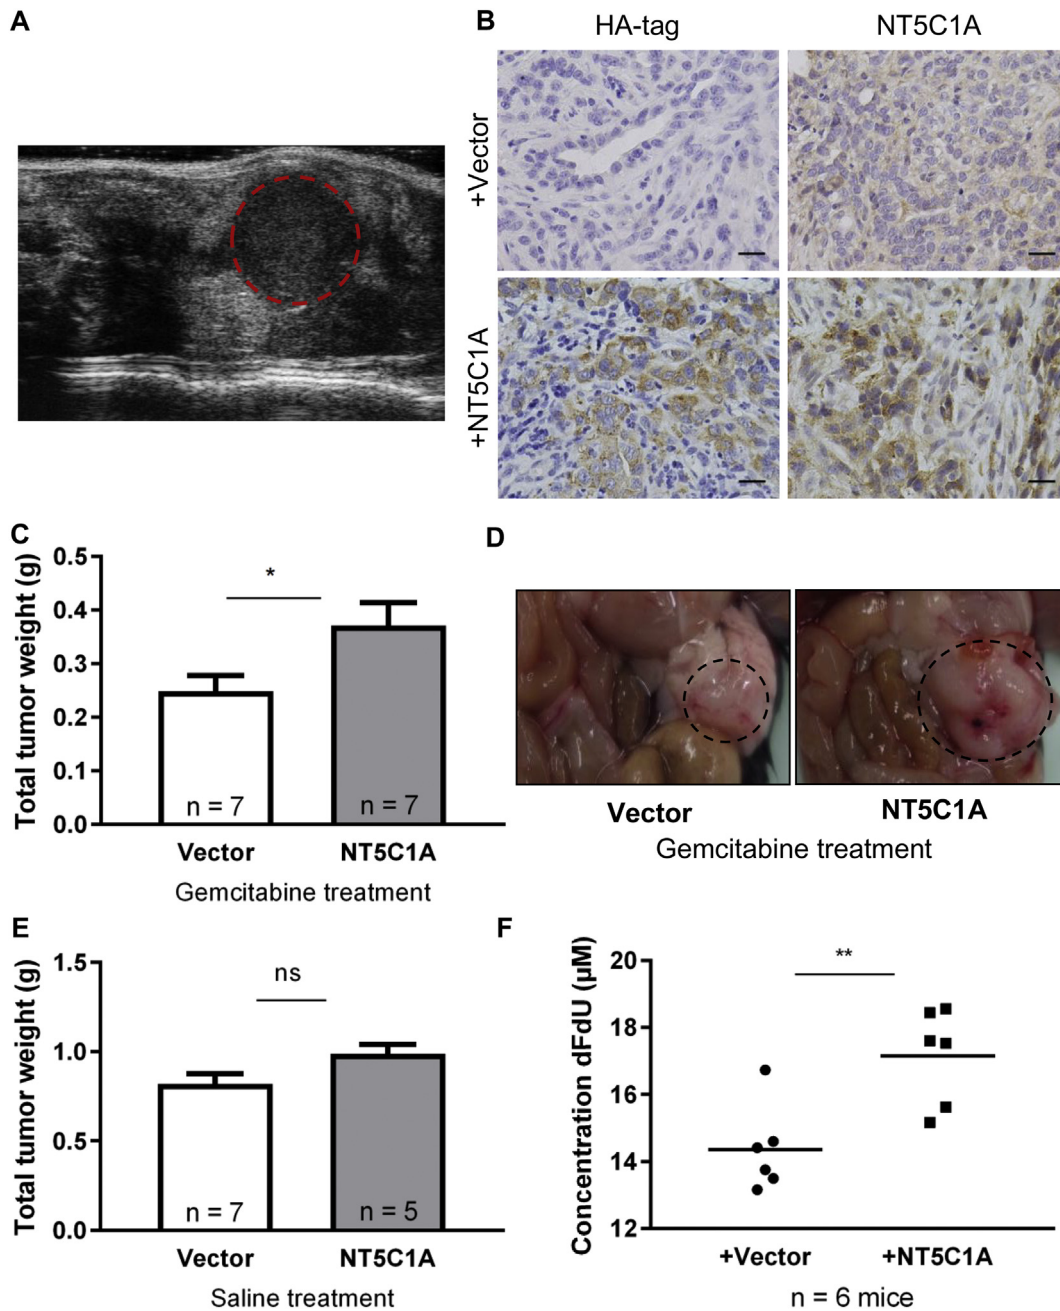 A
B
HA-tag
NT5C1A
+Vector
+NT5C1A
C
Total tumor weight (g)
0.5
0.4
0.3
0.2
0.1
0.0
*
n = 7
n = 7
Vector
NT5C1A
Gemcitabine treatment
D
Vector
NT5C1A
Gemcitabine treatment
E
Total tumor weight (g)
1.5
1.0
0.5
0.0
ns
n = 7
n = 5
Vector
NT5C1A
Saline treatment
F
Concentration dFdU (µM)
20
18
16
14
12
**
+Vector
+NT5C1A
n = 6 mice